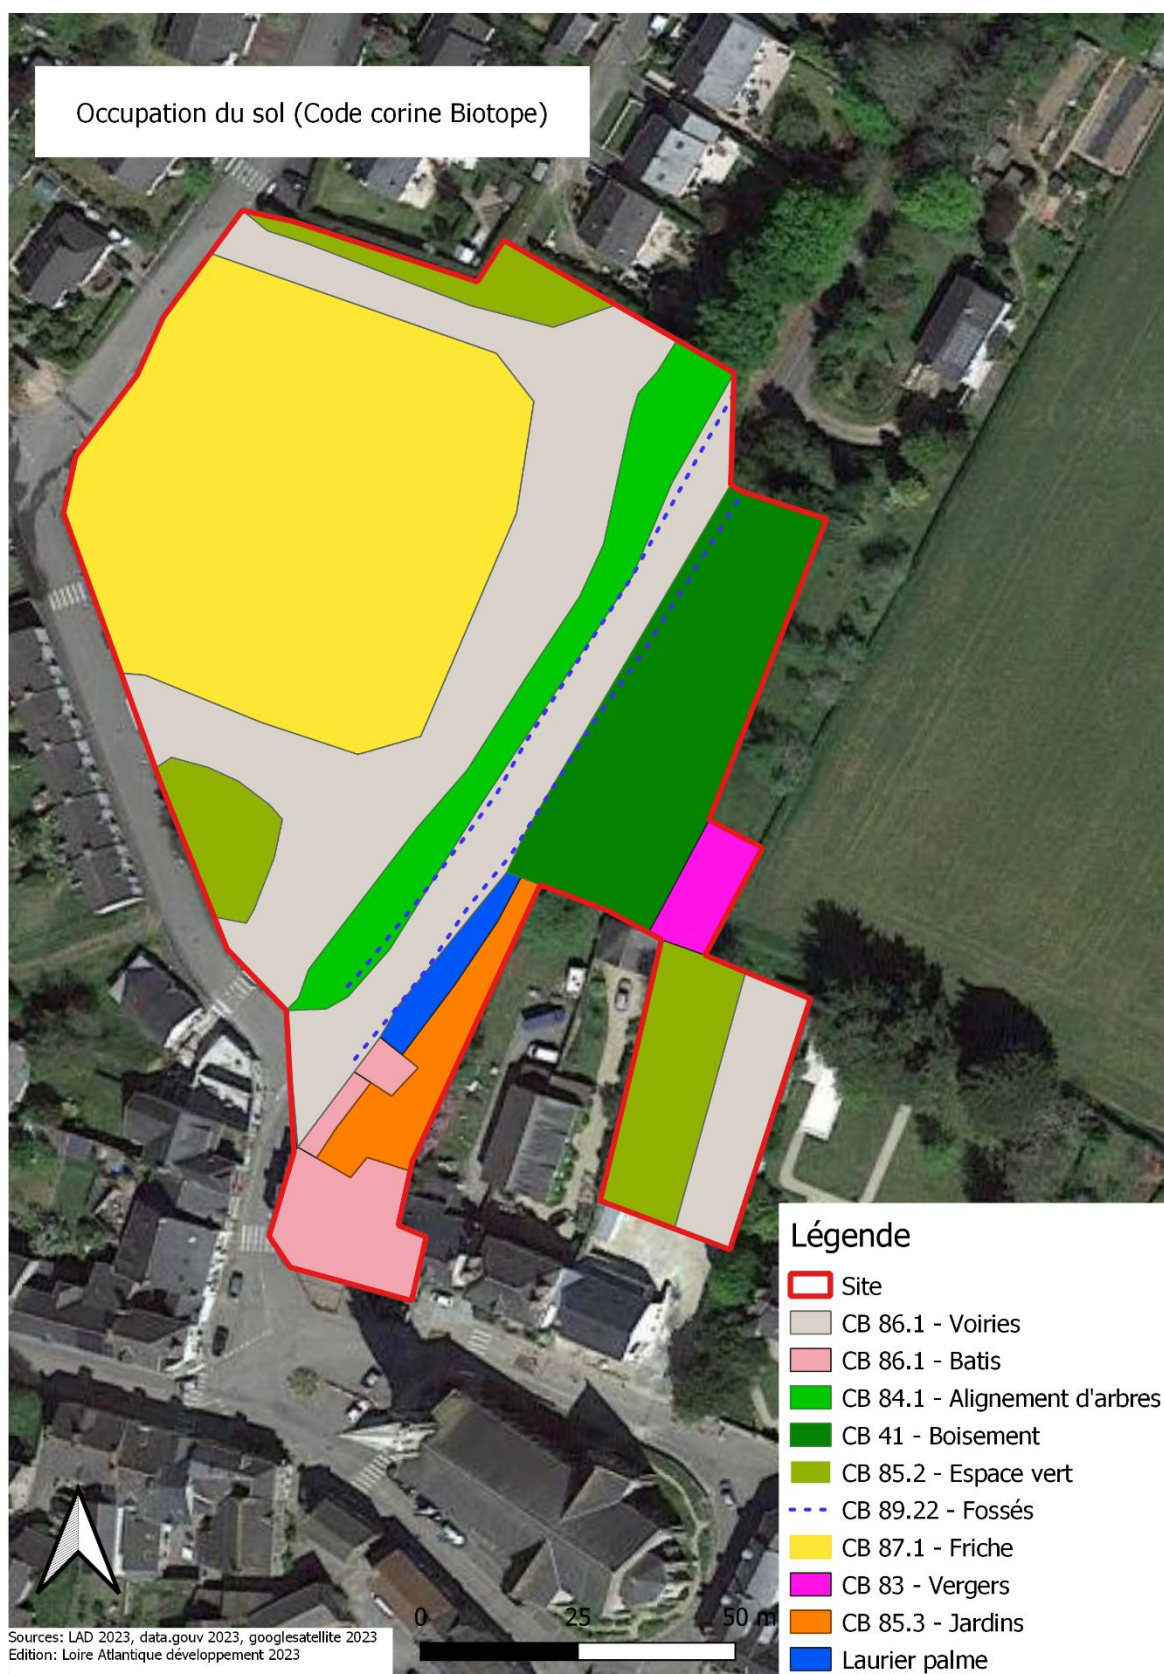 Occupation du sol (Code corine Biotope)
Légende
Site
CB 86.1 - Voiries
CB 86.1 - Batis
CB 84.1 - Alignement d'arbres
CB 41 - Boisement
CB 85.2 - Espace vert
CB 89.22 - Fossés
CB 87.1 - Friche
CB 83 - Vergers
CB 85.3 - Jardins
Laurier palme
0 25 50 m
Sources: LAD 2023, data.gouv 2023, googlesatellite 2023
Edition: Loire Atlantique développement 2023